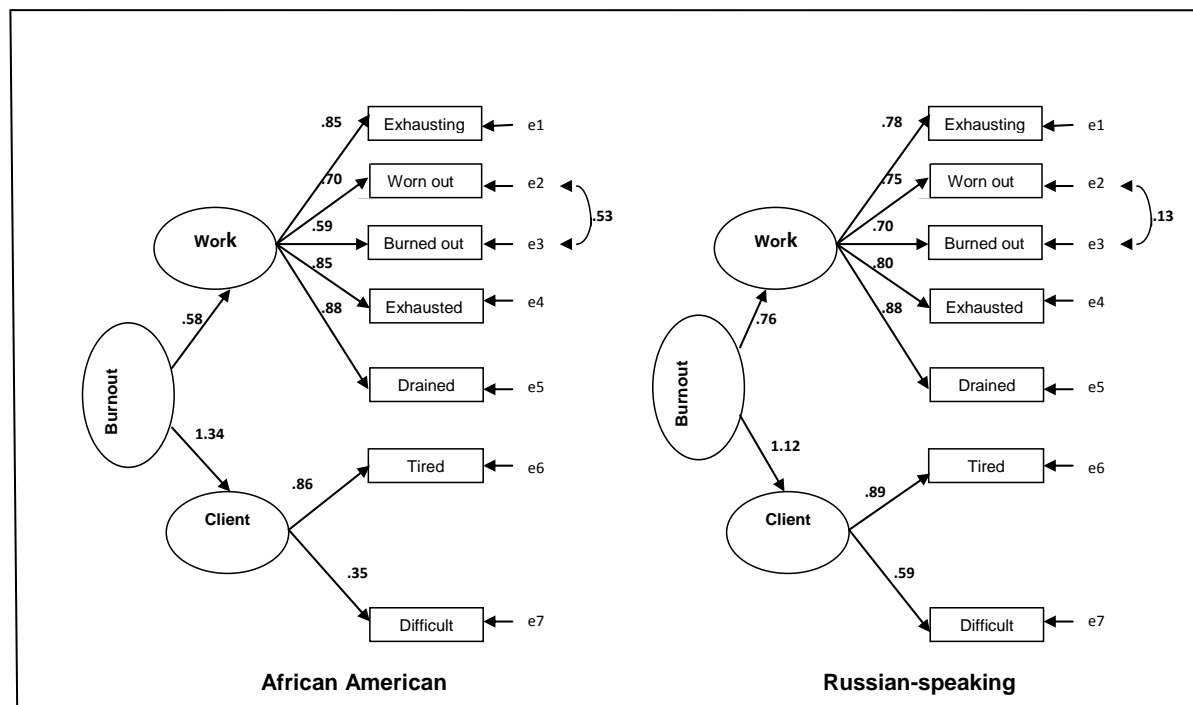 .85
Exhausting
e1
.70
Worn out
e2
.53
.59
Burned out
e3
Work
.85
Exhausted
e4
.58
.88
Drained
e5
Burnout
1.34
.86
Tired
e6
Client
.35
Difficult
e7
African American
.78
Exhausting
e1
.75
Worn out
e2
.13
.70
Burned out
e3
Work
.80
Exhausted
e4
.76
.88
Drained
e5
Burnout
1.12
.89
Tired
e6
Client
.59
Difficult
e7
Russian-speaking